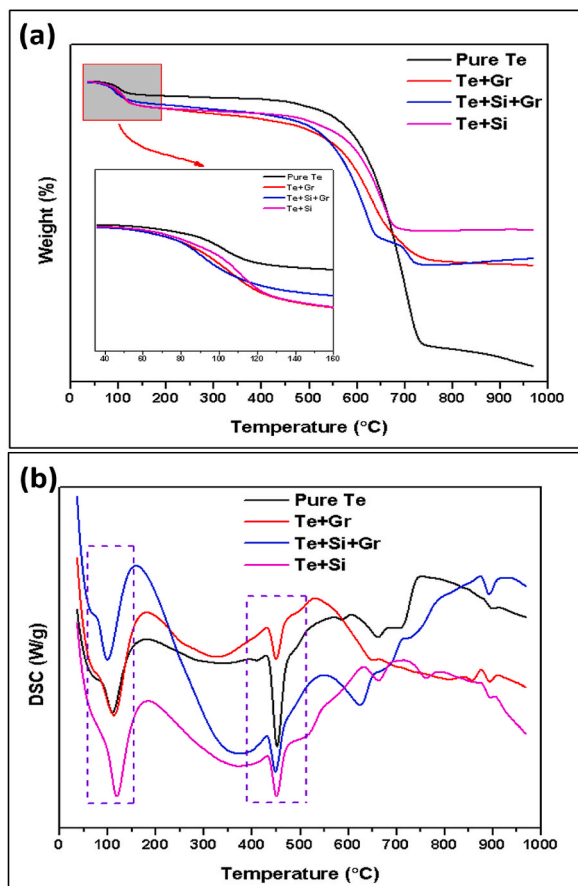 (a)
Pure Te
Te+Gr
Te+Si+Gr
Te+Si
Pure Te
Te+Gr
Te+Si+Gr
Te+Si
40 60 80 100 120 140 160
Weight (%)
0 100 200 300 400 500 600 700 800 900 1000
Temperature (°C)
(b)
Pure Te
Te+Gr
Te+Si+Gr
Te+Si
DSC (W/g)
0 100 200 300 400 500 600 700 800 900 1000
Temperature (°C)